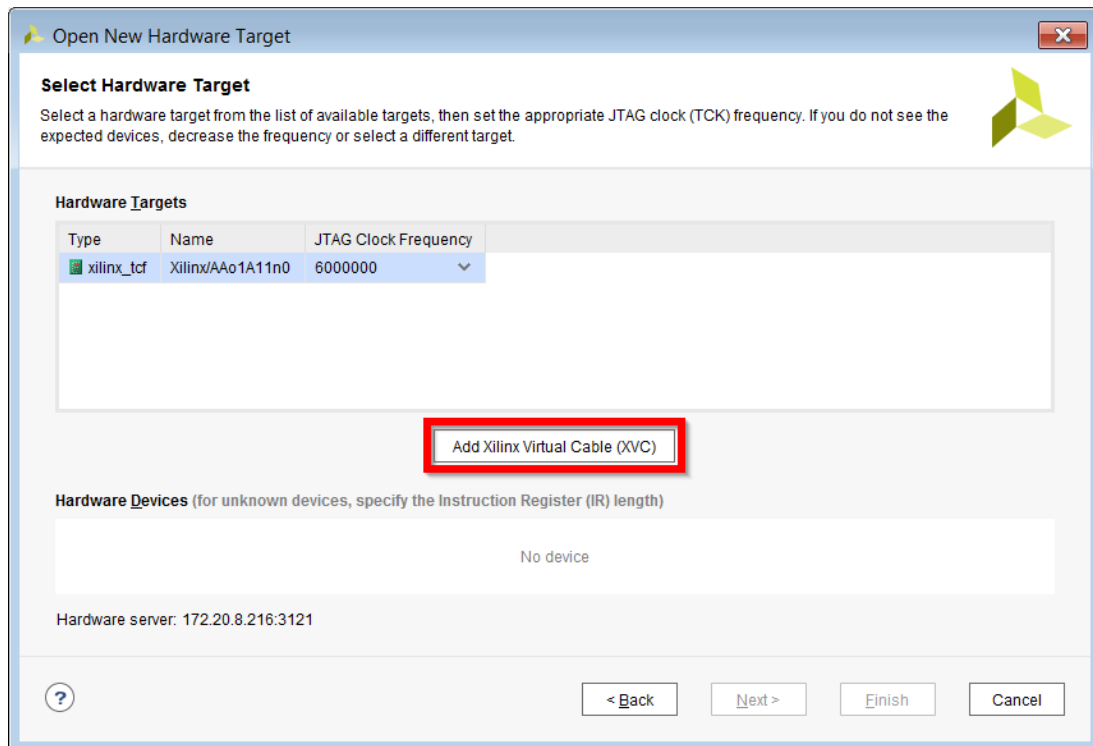 Open New Hardware Target
Select Hardware Target
Select a hardware target from the list of available targets, then set the appropriate JTAG clock (TCK) frequency. If you do not see the
expected devices, decrease the frequency or select a different target.
Hardware Targets
Type Name JTAG Clock Frequency
xilinx_tcf Xilinx/AAo1A11n0 6000000
Add Xilinx Virtual Cable (XVC)
Hardware Devices (for unknown devices, specify the Instruction Register (IR) length)
No device
Hardware server: 172.20.8.216:3121
? < Back Next > Finish Cancel